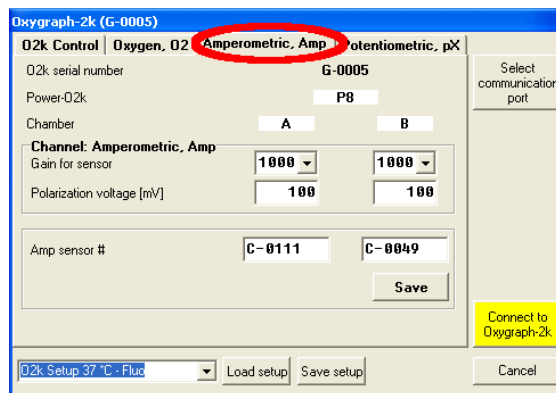 Oxygraph-2k (G-0005)
O2k Control Oxygen, O2 Amperometric, Amp Potentiometric, pX
O2k serial number G-0005
Select communication port
Power-O2k P8
Chamber A B
Channel: Amperometric, Amp
Gain for sensor 1000 1000
Polarization voltage [mV] 100 100
Amp sensor # C-0111 C-0049
Save
Connect to Oxygraph-2k
O2k Setup 37 °C - Fluo Load setup Save setup Cancel